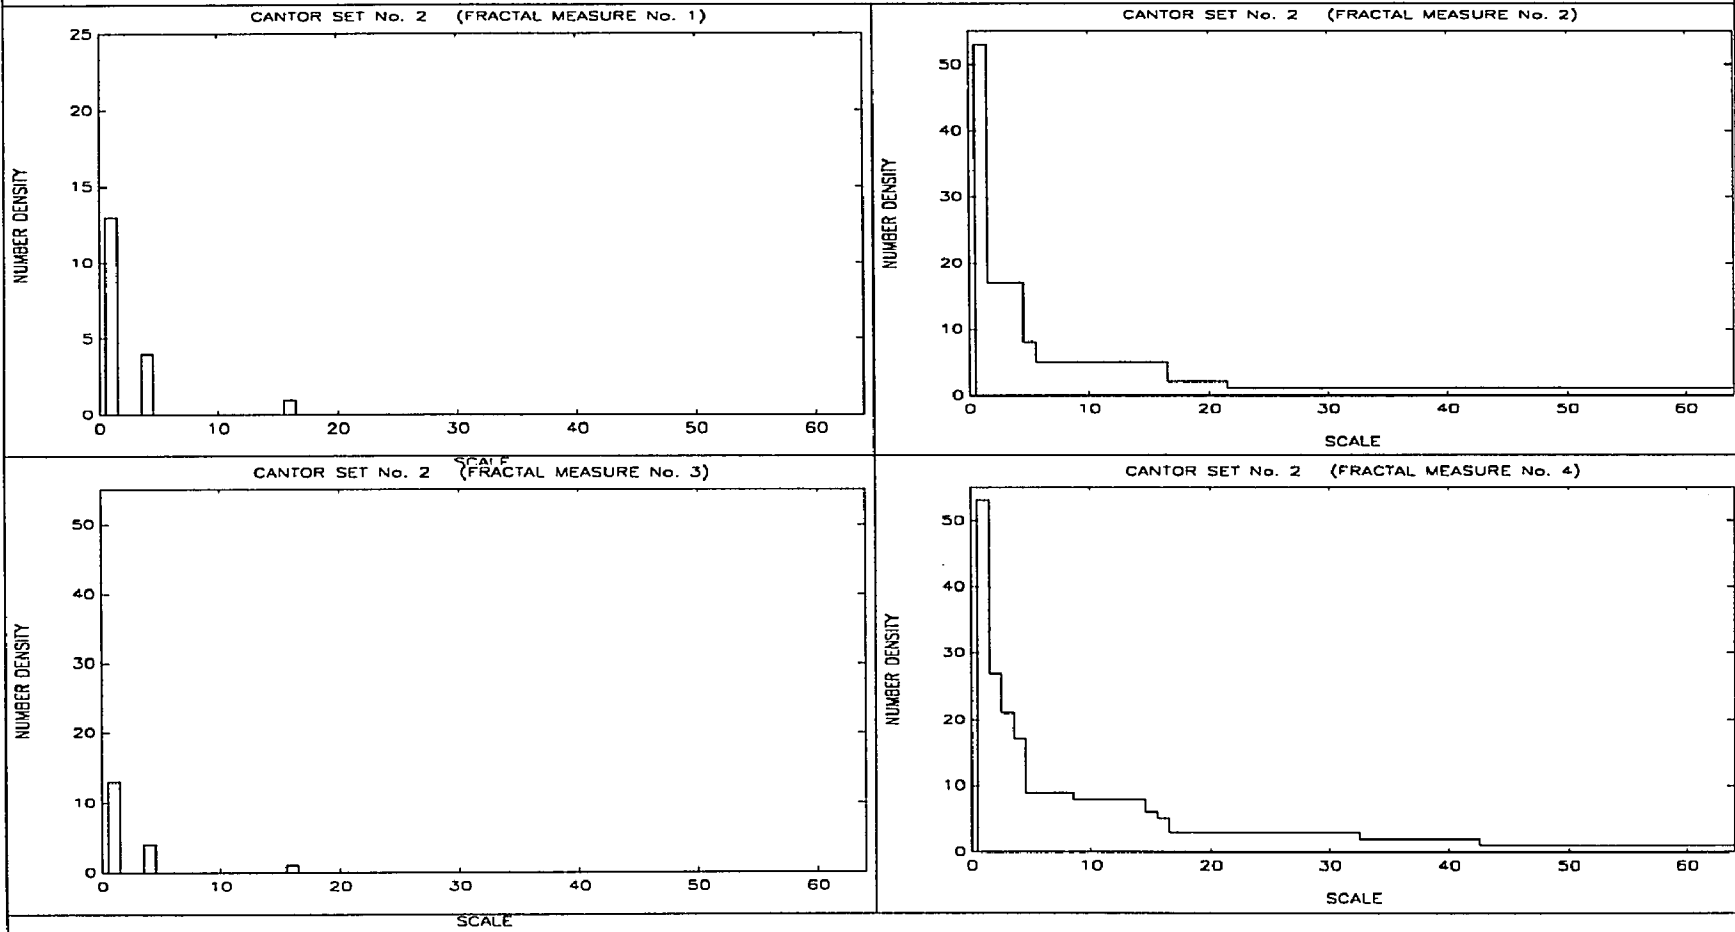 CANTOR SET No. 2 (FRACTAL MEASURE No. 1)
25
20
15
10
5
0
NUMBER DENSITY
0 10 20 30 40 50 60
SCALE
CANTOR SET No. 2 (FRACTAL MEASURE No. 2)
50
40
30
20
10
0
NUMBER DENSITY
0 10 20 30 40 50 60
SCALE
CANTOR SET No. 2 (FRACTAL MEASURE No. 3)
50
40
30
20
10
0
NUMBER DENSITY
0 10 20 30 40 50 60
SCALE
CANTOR SET No. 2 (FRACTAL MEASURE No. 4)
50
40
30
20
10
0
NUMBER DENSITY
0 10 20 30 40 50 60
SCALE